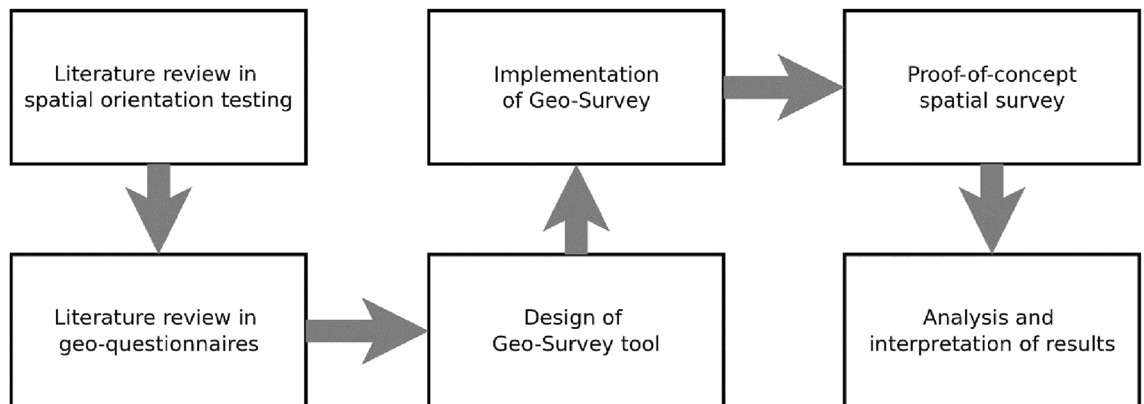 Literature review in
spatial orientation testing
Literature review in
geo-questionnaires
Design of
Geo-Survey tool
Implementation
of Geo-Survey
Proof-of-concept
spatial survey
Analysis and
interpretation of results